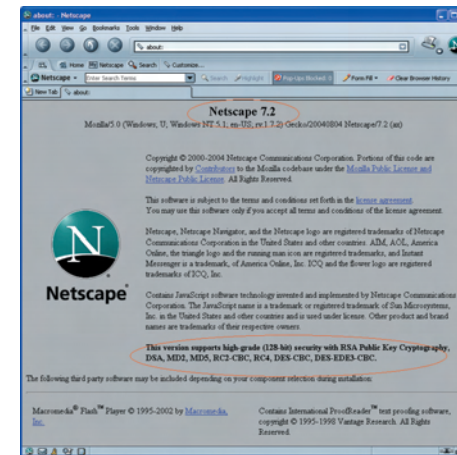 about: - Netscape
File Edit View Go Bookmarks Tools Window Help
about:
Home My Netscape Search Customize...
Netscape Enter Search Terms Search Highlight Pop-Ups Blocked: 0 Form Fill Clear Browser History
New Tab about:
Netscape 7.2
Mozilla/5.0 (Windows; U; Windows NT 5.1; en-US; rv:1.7.2) Gecko/20040804 Netscape/7.2 (ax)
Copyright © 2000-2004 Netscape Communications Corporation. Portions of this code are
copyrighted by Contributors to the Mozilla codebase under the Mozilla Public License and
Netscape Public License. All Rights Reserved.
This software is subject to the terms and conditions set forth in the license agreement.
You may use this software only if you accept all terms and conditions of the license agreement.
Netscape, Netscape Navigator, and the Netscape logo are registered trademarks of Netscape
Communications Corporation in the United States and other countries. AIM, AOL, America
Online, the triangle logo and the running man icon are registered trademarks, and Instant
Messenger is a trademark, of America Online, Inc. ICQ and the flower logo are registered
trademarks of ICQ, Inc.
N
Netscape®
Contains JavaScript software technology invented and implemented by Netscape Communications
Corporation. The JavaScript name is a trademark or registered trademark of Sun Microsystems,
Inc. in the United States and other countries and is used under license. Other product and brand
names are trademarks of their respective owners.
This version supports high-grade (128-bit) security with RSA Public Key Cryptography,
DSA, MD2, MD5, RC2-CBC, RC4, DES-CBC, DES-EDE3-CBC.
The following third party software may be included depending on your component selection during installation:
Macromedia® Flash™ Player © 1995-2002 by Macromedia,
Inc.
Contains International ProofReader™ text proofing software,
copyright © 1995-1998 Vantage Research. All Rights
Reserved.